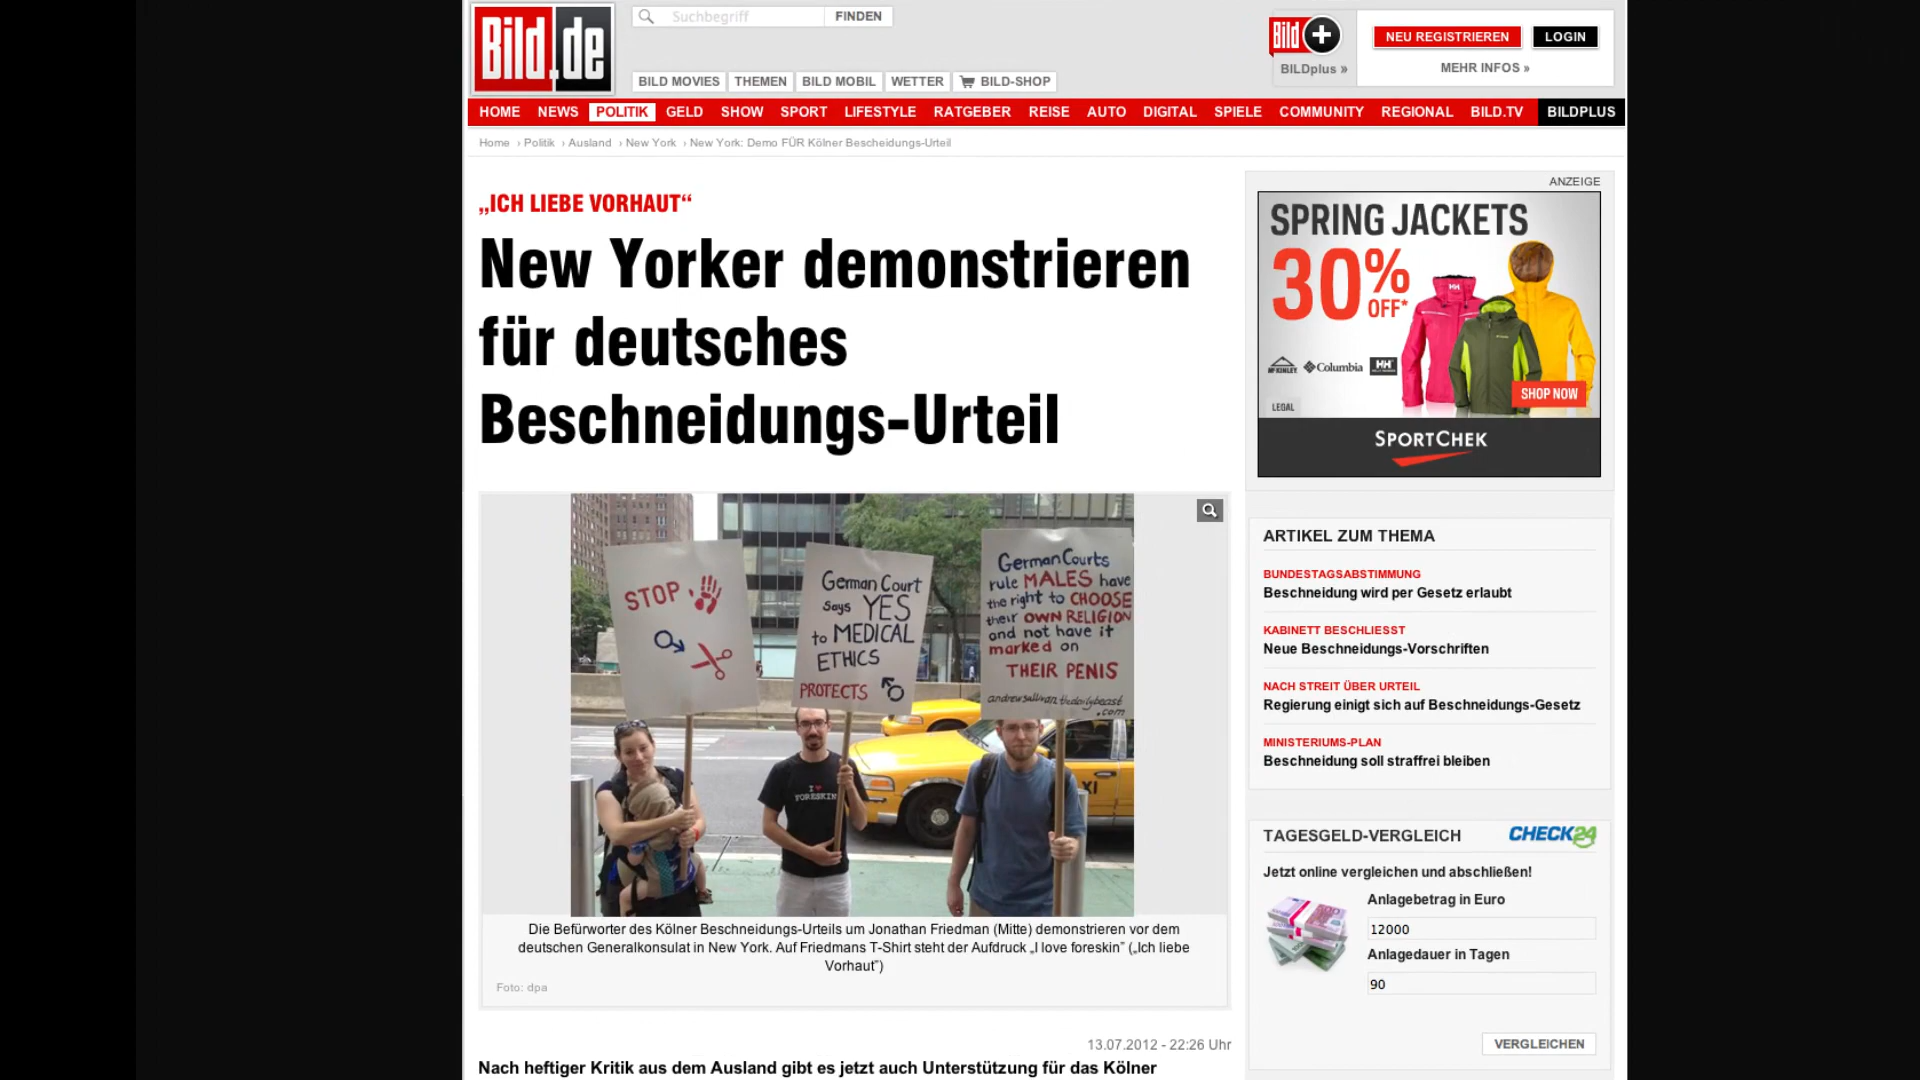 Bild.de
Suchbegriff
FINDEN
BILD MOVIES
THEMEN
BILD MOBIL
WETTER
BILD-SHOP
Bild +
BILDplus »
NEU REGISTRIEREN
LOGIN
MEHR INFOS »
HOME NEWS POLITIK GELD SHOW SPORT LIFESTYLE RATGEBER REISE AUTO DIGITAL SPIELE COMMUNITY REGIONAL BILD.TV BILDPLUS
Home › Politik › Ausland › New York › New York: Demo FÜR Kölner Bescheidungs-Urteil
„ICH LIEBE VORHAUT“
New Yorker demonstrieren
für deutsches
Beschneidungs-Urteil
STOP
German Court
says YES
to MEDICAL
ETHICS
PROTECTS
German Courts
rule MALES have
the right to CHOOSE
their OWN RELIGION
and not have it
marked on
THEIR PENIS
andrewsullivan.thedailybeast
.com
I ♥
FORESKIN
XI
Die Befürworter des Kölner Beschneidungs-Urteils um Jonathan Friedman (Mitte) demonstrieren vor dem
deutschen Generalkonsulat in New York. Auf Friedmans T-Shirt steht der Aufdruck „I love foreskin” („Ich liebe
Vorhaut”)
Foto: dpa
13.07.2012 - 22:26 Uhr
Nach heftiger Kritik aus dem Ausland gibt es jetzt auch Unterstützung für das Kölner
ANZEIGE
SPRING JACKETS
30%
OFF*
McKINLEY
Columbia
HH
SHOP NOW
LEGAL
SPORTCHEK
ARTIKEL ZUM THEMA
BUNDESTAGSABSTIMMUNG
Beschneidung wird per Gesetz erlaubt
KABINETT BESCHLIESST
Neue Beschneidungs-Vorschriften
NACH STREIT ÜBER URTEIL
Regierung einigt sich auf Beschneidungs-Gesetz
MINISTERIUMS-PLAN
Beschneidung soll straffrei bleiben
TAGESGELD-VERGLEICH
CHECK24
Jetzt online vergleichen und abschließen!
Anlagebetrag in Euro
12000
Anlagedauer in Tagen
90
VERGLEICHEN